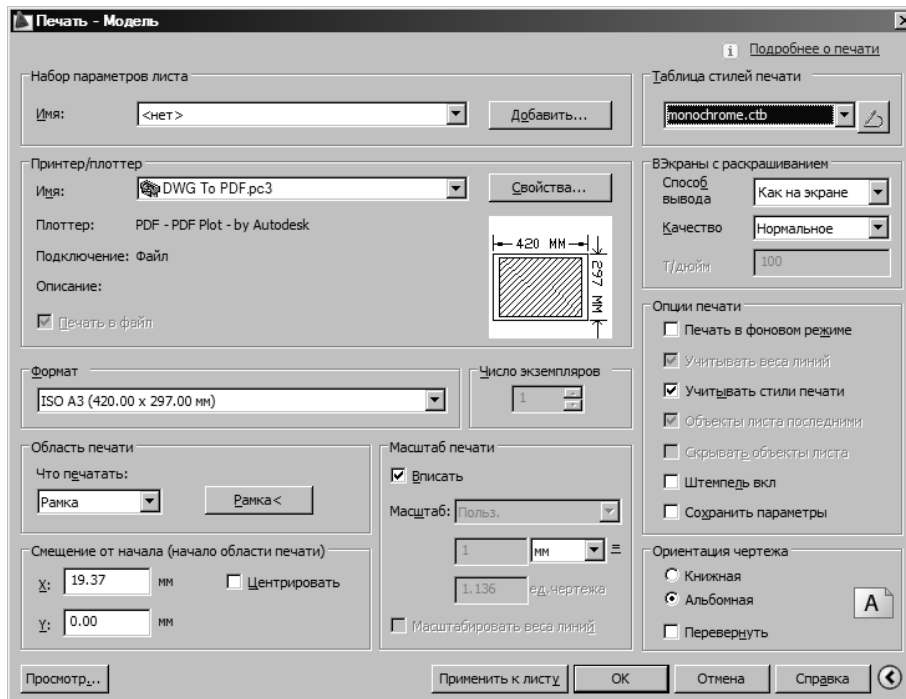 Печать - Модель
Подробнее о печати
Набор параметров листа
Имя: <нет> Добавить...
Таблица стилей печати
monochrome.ctb
Принтер/плоттер
Имя: DWG To PDF.pc3 Свойства...
Плоттер: PDF - PDF Plot - by Autodesk
Подключение: Файл
Описание:
Печать в файл
420 MM
297 MM
ВЭкраны с раскрашиванием
Способ вывода Как на экране
Качество Нормальное
Т/дюйм 100
Формат
ISO A3 (420.00 x 297.00 мм)
Число экземпляров
1
Опции печати
Печать в фоновом режиме
Учитывать веса линий
Учитывать стили печати
Объекты листа последними
Скрывать объекты листа
Штемпель вкл
Сохранить параметры
Область печати
Что печатать:
Рамка Рамка<
Масштаб печати
Вписать
Масштаб: Польз.
1 мм =
1.136 ед.чертежа
Масштабировать веса линий
Смещение от начала (начало области печати)
X: 19.37 мм Центрировать
Y: 0.00 мм
Ориентация чертежа
Книжная
Альбомная
Перевернуть
A
Просмотр... Применить к листу OK Отмена Справка